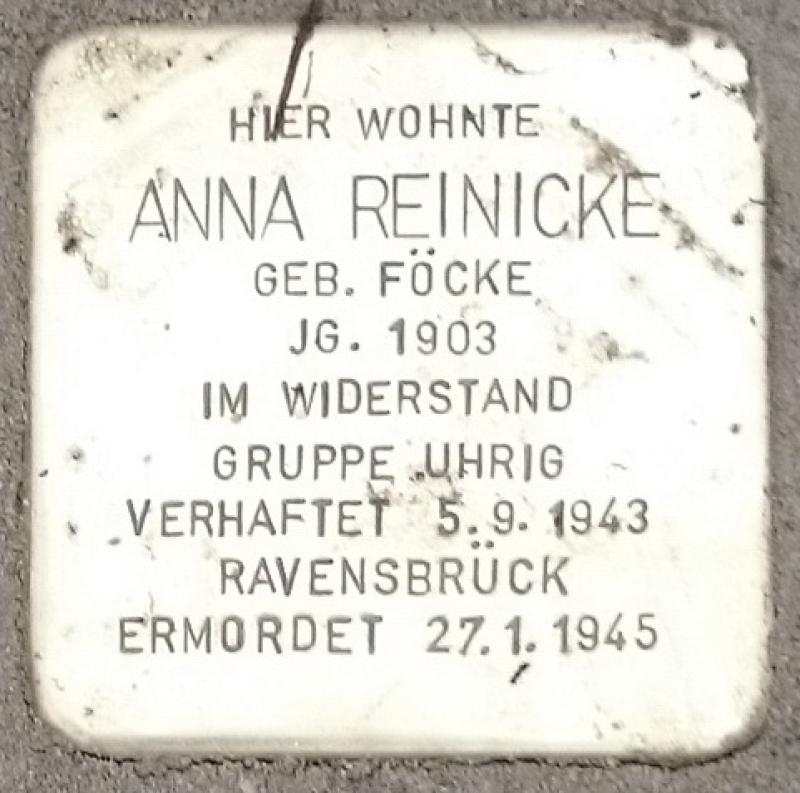 HIER WOHNTE
ANNA REINICKE
GEB. FÖCKE
JG. 1903
IM WIDERSTAND
GRUPPE UHRIG
VERHAFTET 5.9.1943
RAVENSBRÜCK
ERMORDET 27.1.1945